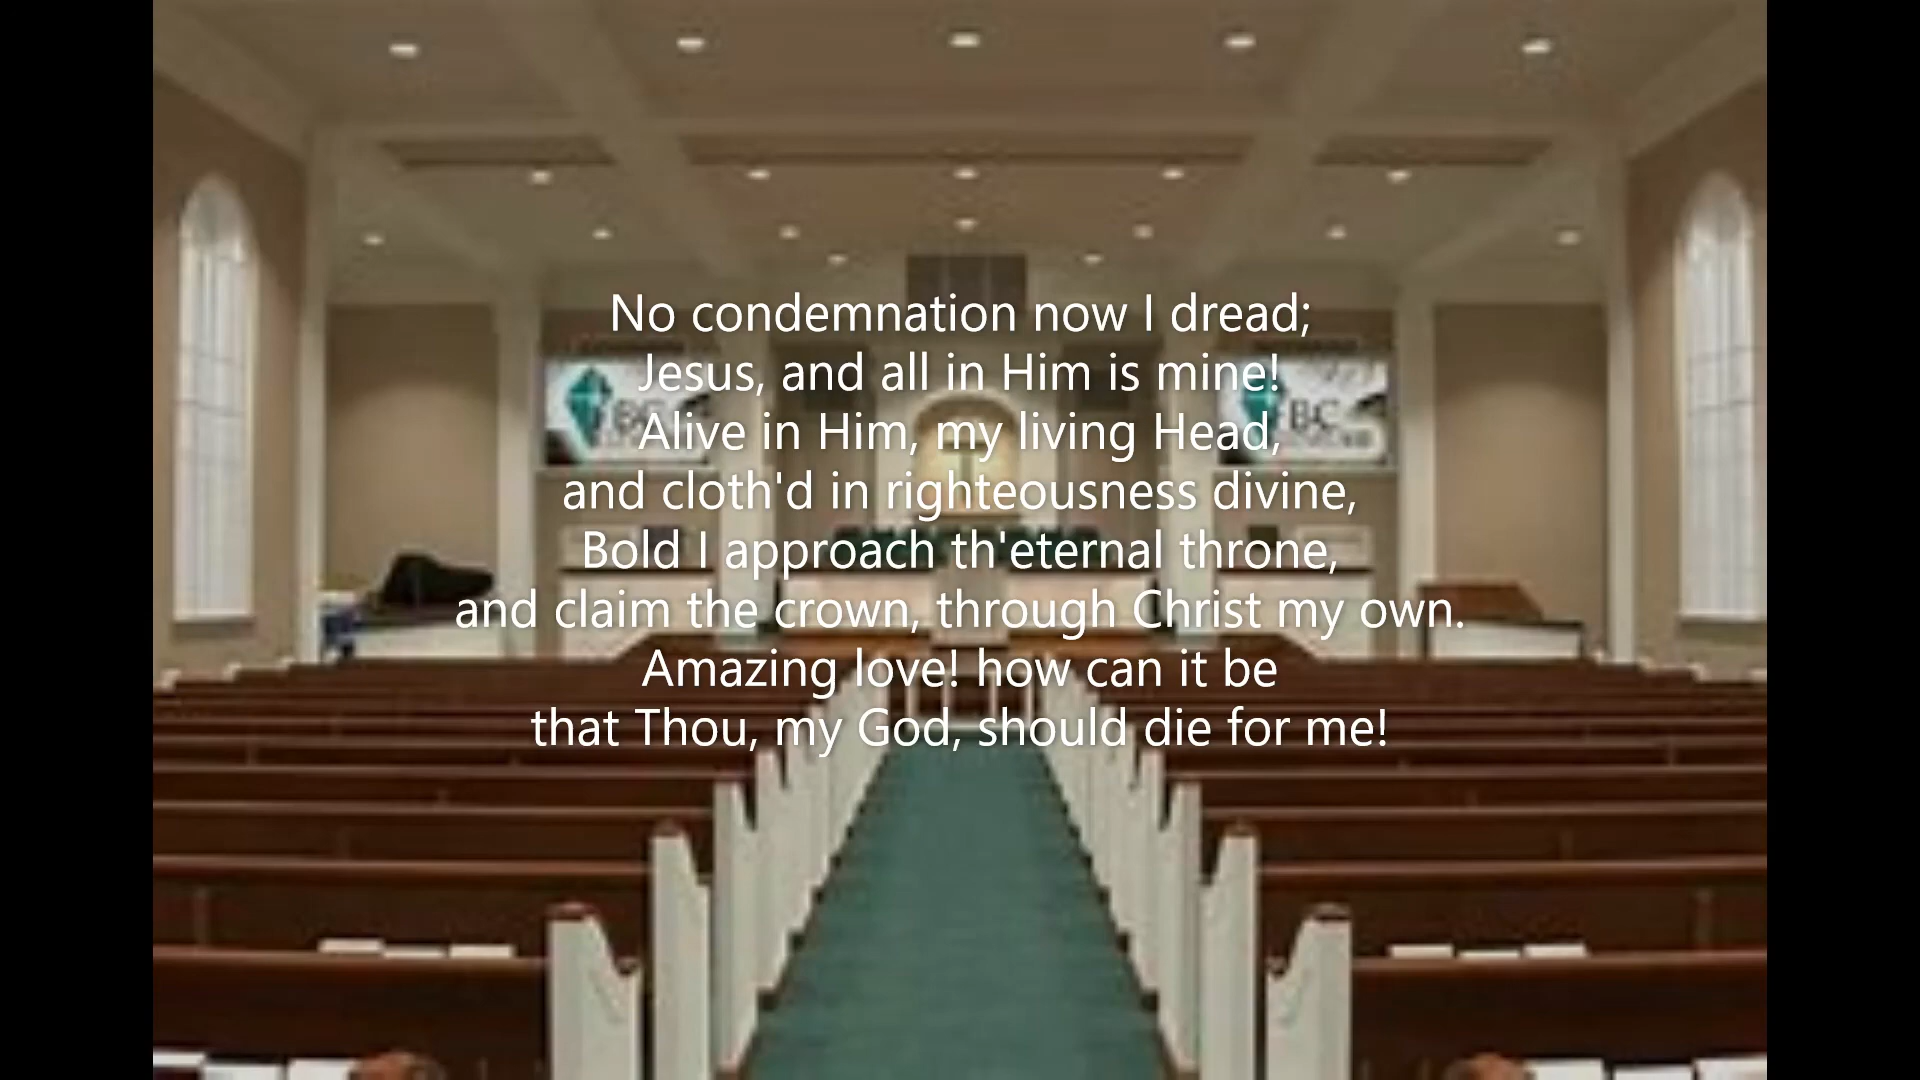 No condemnation now I dread;
Jesus, and all in Him is mine!
Alive in Him, my living Head,
and cloth'd in righteousness divine,
Bold I approach th'eternal throne,
and claim the crown, through Christ my own.
Amazing love! how can it be
that Thou, my God, should die for me!
BC